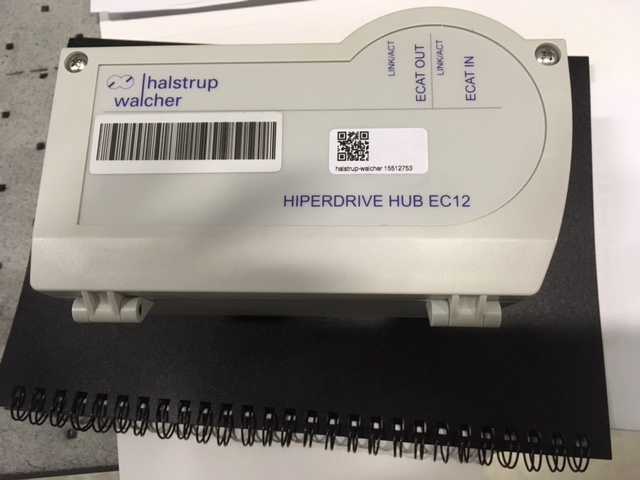 halstrup
walcher
LINK/ACT
ECAT OUT
LINK/ACT
ECAT IN
halstrup-walcher 15512753
HIPERDRIVE HUB EC12